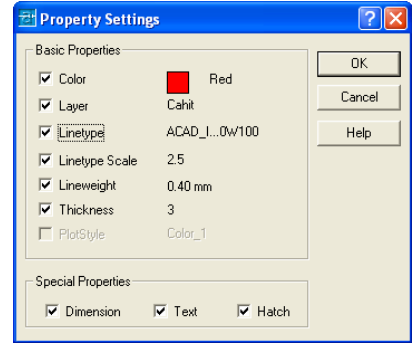 Property Settings
Basic Properties
Color Red
Layer Cahit
Linetype ACAD_I...0W100
Linetype Scale 2.5
Lineweight 0.40 mm
Thickness 3
PlotStyle Color_1
Special Properties
Dimension Text Hatch
OK
Cancel
Help